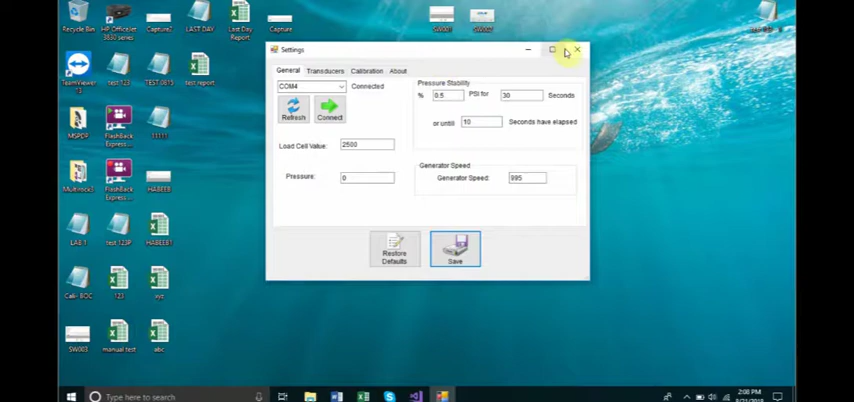 Recycle Bin
HP OfficeJet 3830 series
Capture2
LAST DAY
Last Day Report
Capture
SW001
SW002
TeamViewer 13
test 123
TEST-0815
test report
MSPDP
FlashBack Express...
11111
Multirock3
FlashBack Express...
HABEEB
LAB 1
test 123P
HABEEB1
123
xyz
SW003
manual test
abc
Settings
General Transducers Calibration About
COM4 Connected
Refresh Connect
Load Cell Value: 2500
Pressure: 0
Pressure Stability
% 0.5 PSI for 30 Seconds
or untill 10 Seconds have elapsed
Generator Speed
Generator Speed: 995
Restore Defaults
Save
Type here to search
2:08 PM